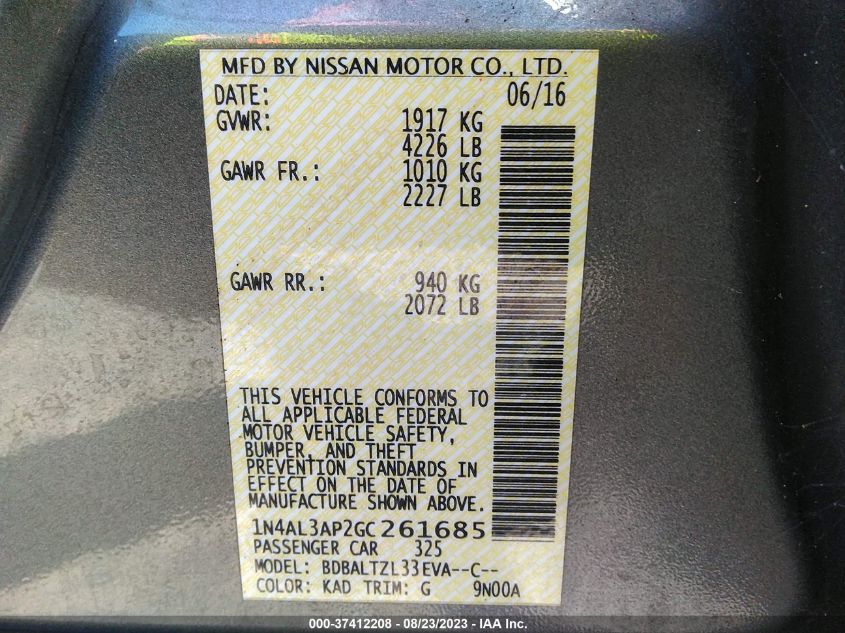 MFD BY NISSAN MOTOR CO., LTD.
DATE: 06/16
GVWR: 1917 KG
4226 LB
GAWR FR.: 1010 KG
2227 LB
GAWR RR.: 940 KG
2072 LB
THIS VEHICLE CONFORMS TO
ALL APPLICABLE FEDERAL
MOTOR VEHICLE SAFETY,
BUMPER, AND THEFT
PREVENTION STANDARDS IN
EFFECT ON THE DATE OF
MANUFACTURE SHOWN ABOVE.
1N4AL3AP2GC261685
PASSENGER CAR 325
MODEL: BDBALTZL33EVA--C--
COLOR: KAD TRIM: G 9N00A
000-37412208 - 08/23/2023 - IAA Inc.